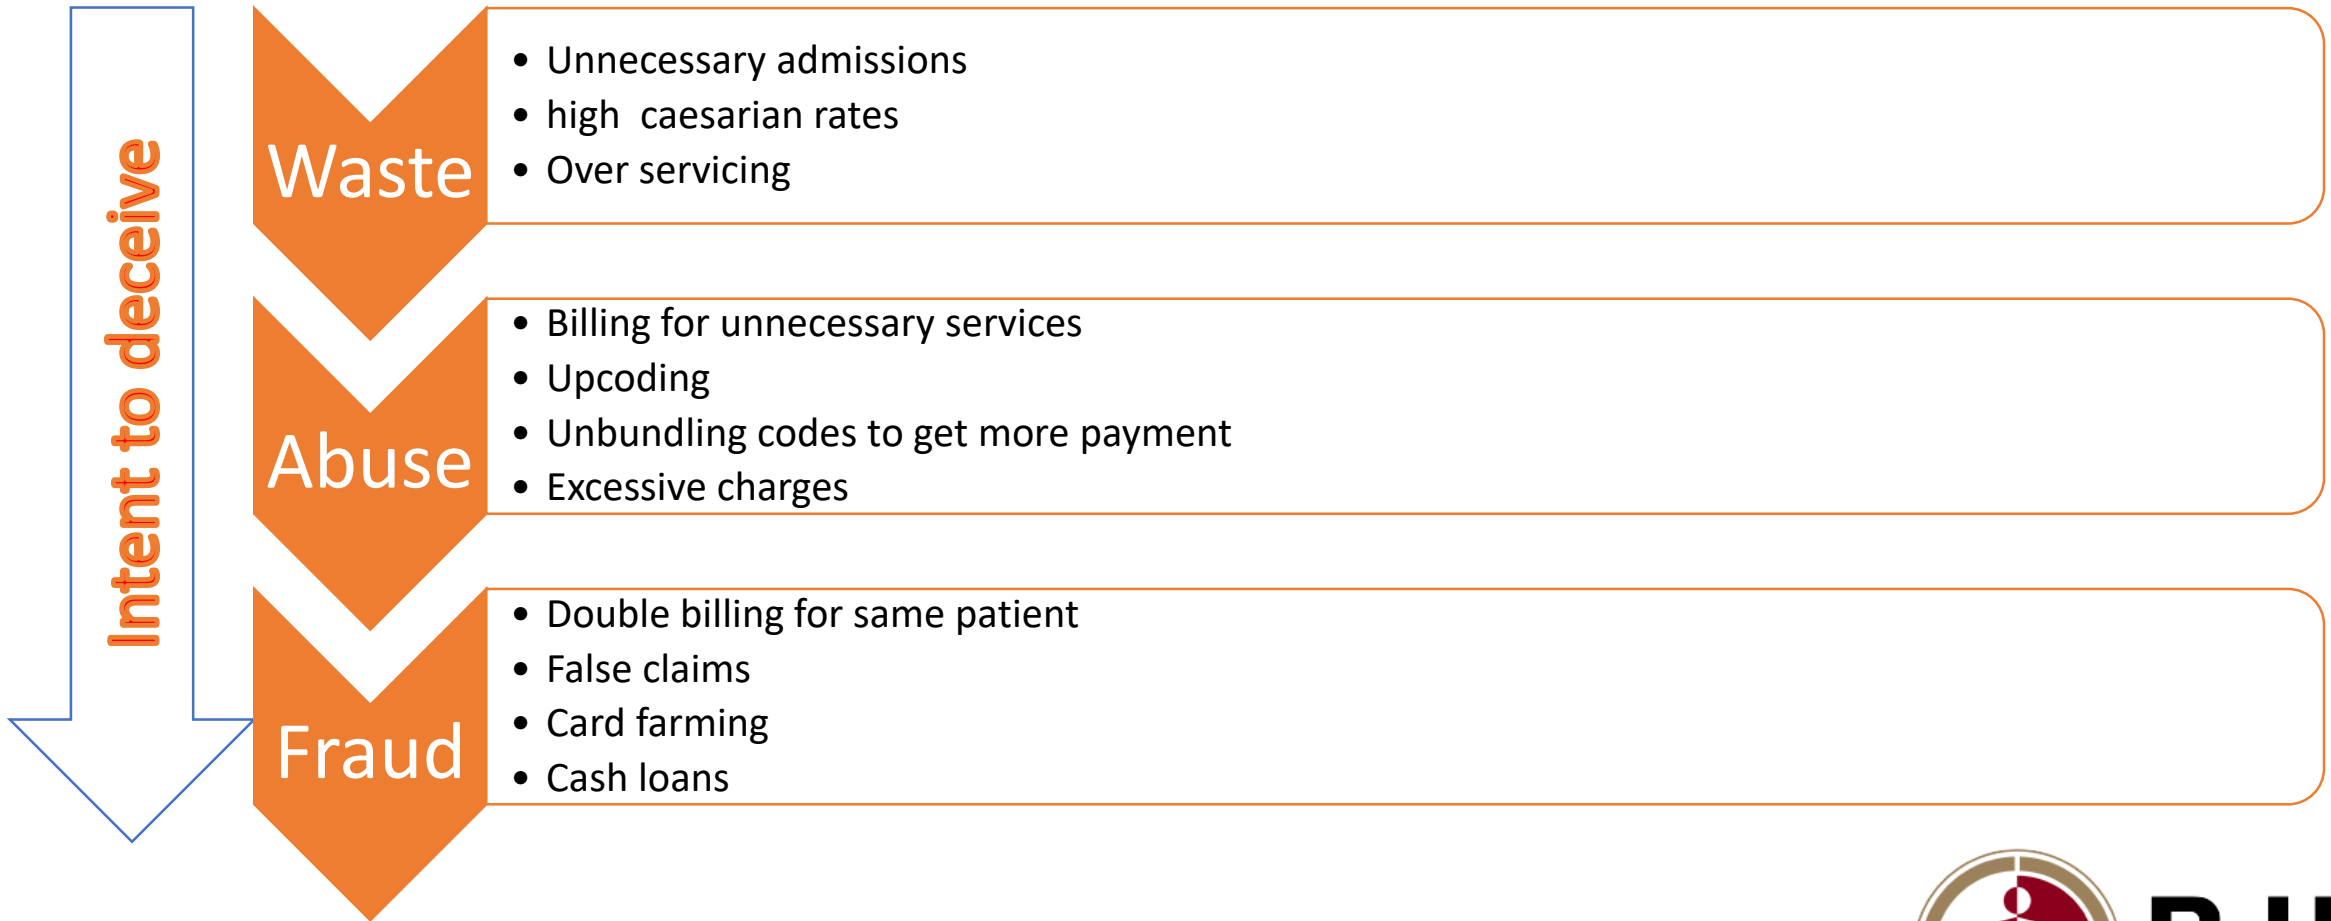 Intent to deceive
Waste
• Unnecessary admissions
• high  caesarian rates
• Over servicing
Abuse
• Billing for unnecessary services
• Upcoding
• Unbundling codes to get more payment
• Excessive charges
Fraud
• Double billing for same patient
• False claims
• Card farming
• Cash loans